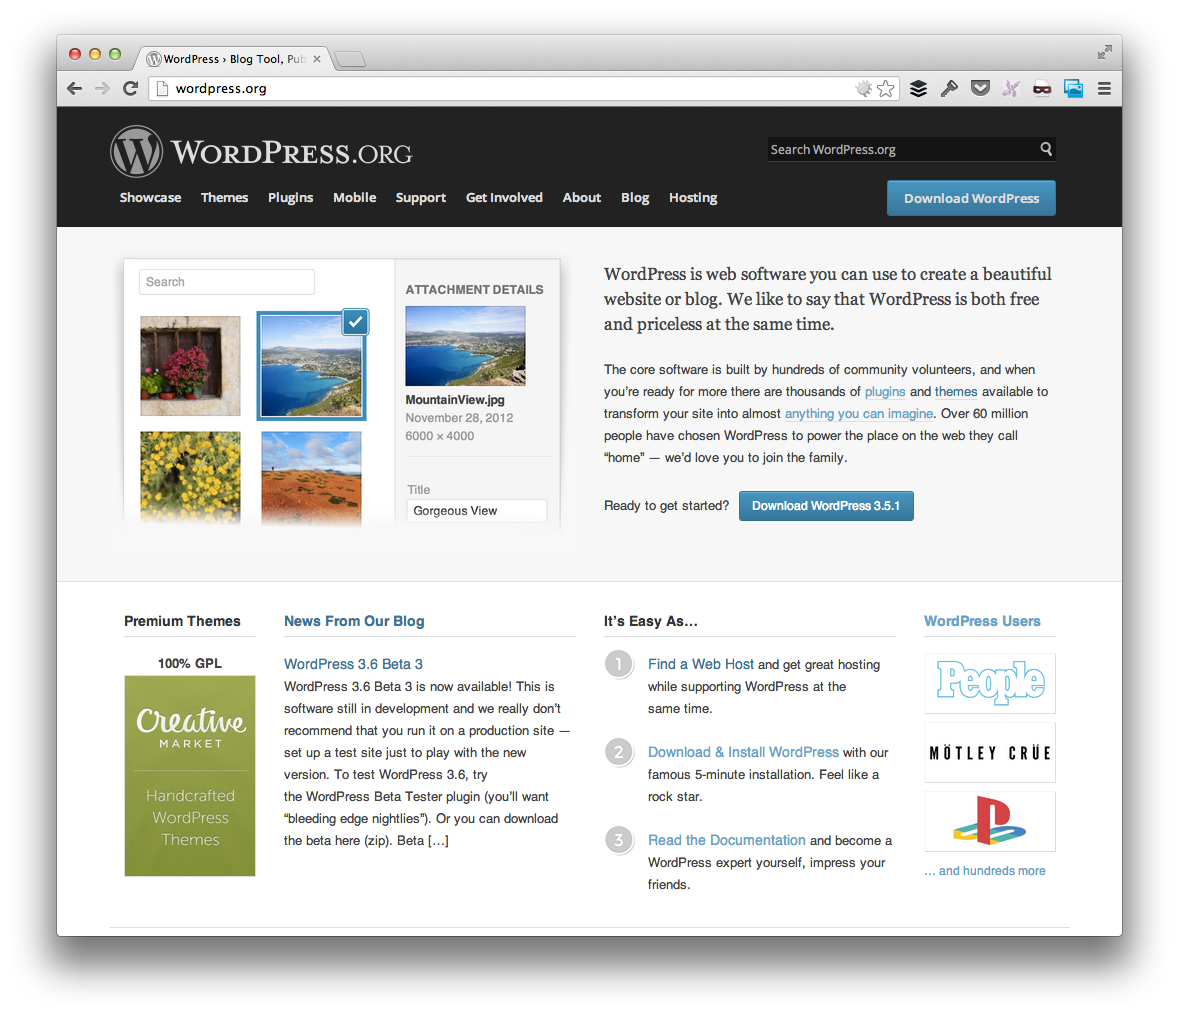 WordPress › Blog Tool, Pub
wordpress.org
WORDPRESS.ORG
Search WordPress.org
Showcase Themes Plugins Mobile Support Get Involved About Blog Hosting
Download WordPress
Search
ATTACHMENT DETAILS
MountainView.jpg
November 28, 2012
6000 × 4000
Title
Gorgeous View
WordPress is web software you can use to create a beautiful
website or blog. We like to say that WordPress is both free
and priceless at the same time.
The core software is built by hundreds of community volunteers, and when
you’re ready for more there are thousands of plugins and themes available to
transform your site into almost anything you can imagine. Over 60 million
people have chosen WordPress to power the place on the web they call
“home” — we’d love you to join the family.
Ready to get started? Download WordPress 3.5.1
Premium Themes
100% GPL
Creative
MARKET
Handcrafted
WordPress
Themes
News From Our Blog
WordPress 3.6 Beta 3
WordPress 3.6 Beta 3 is now available! This is
software still in development and we really don’t
recommend that you run it on a production site —
set up a test site just to play with the new
version. To test WordPress 3.6, try
the WordPress Beta Tester plugin (you’ll want
“bleeding edge nightlies”). Or you can download
the beta here (zip). Beta […]
It’s Easy As…
1 Find a Web Host and get great hosting
while supporting WordPress at the
same time.
2 Download & Install WordPress with our
famous 5-minute installation. Feel like a
rock star.
3 Read the Documentation and become a
WordPress expert yourself, impress your
friends.
WordPress Users
People
MÖTLEY CRÜE
… and hundreds more